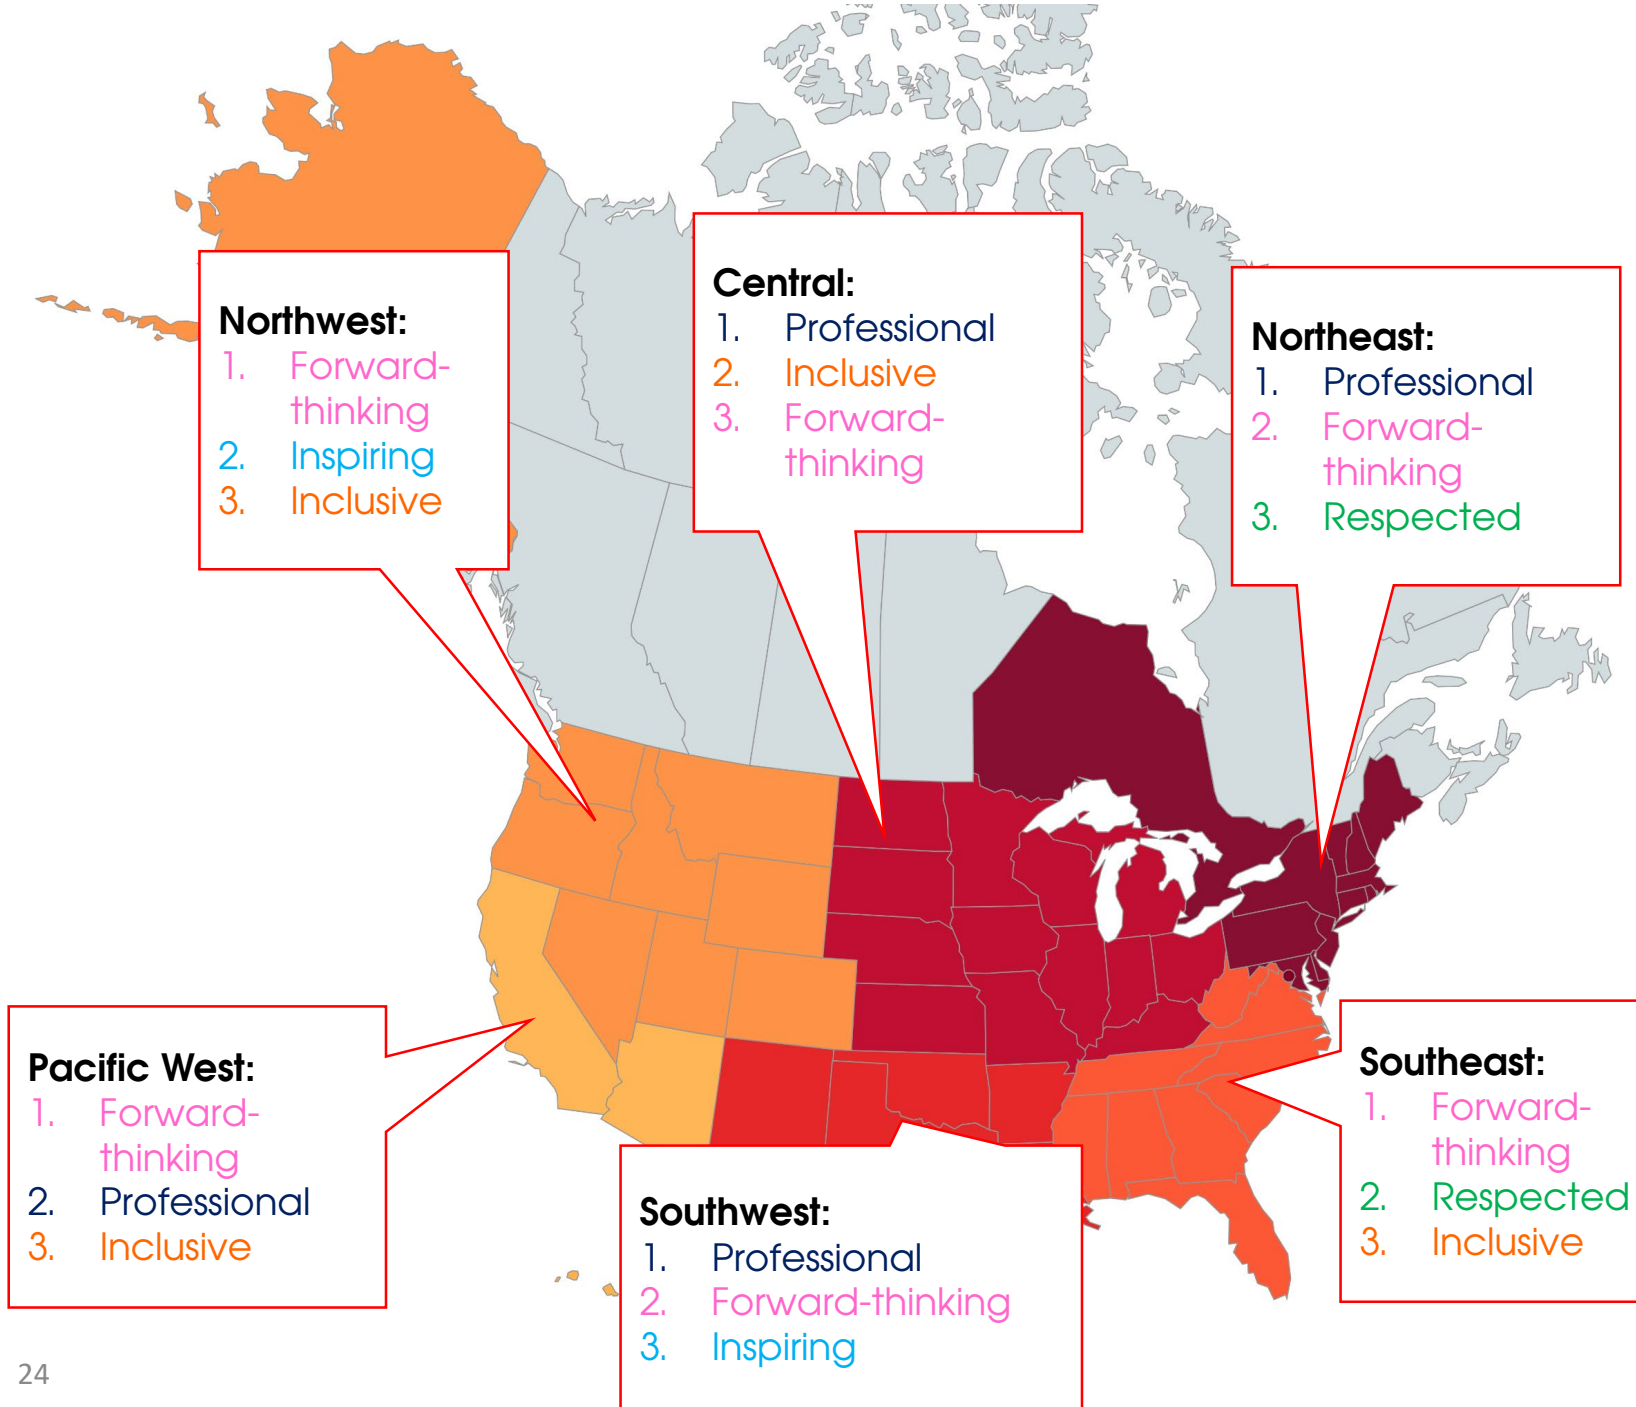 Northwest:
1. Forward-
thinking
2. Inspiring
3. Inclusive
Central:
1. Professional
2. Inclusive
3. Forward-
thinking
Northeast:
1. Professional
2. Forward-
thinking
3. Respected
Pacific West:
1. Forward-
thinking
2. Professional
3. Inclusive
Southwest:
1. Professional
2. Forward-thinking
3. Inspiring
Southeast:
1. Forward-
thinking
2. Respected
3. Inclusive
24